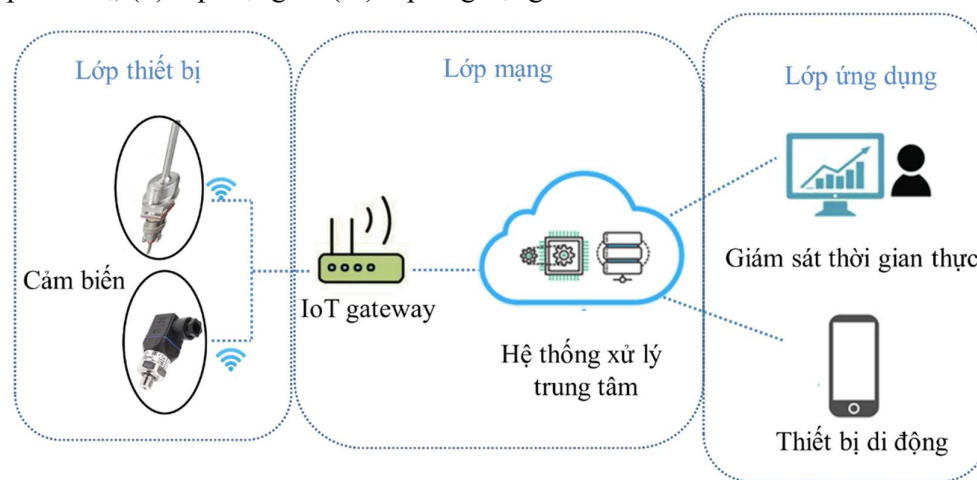 Lớp thiết bị
Lớp mạng
Lớp ứng dụng
Cảm biến
IoT gateway
Hệ thống xử lý
trung tâm
Giám sát thời gian thực
Thiết bị di động